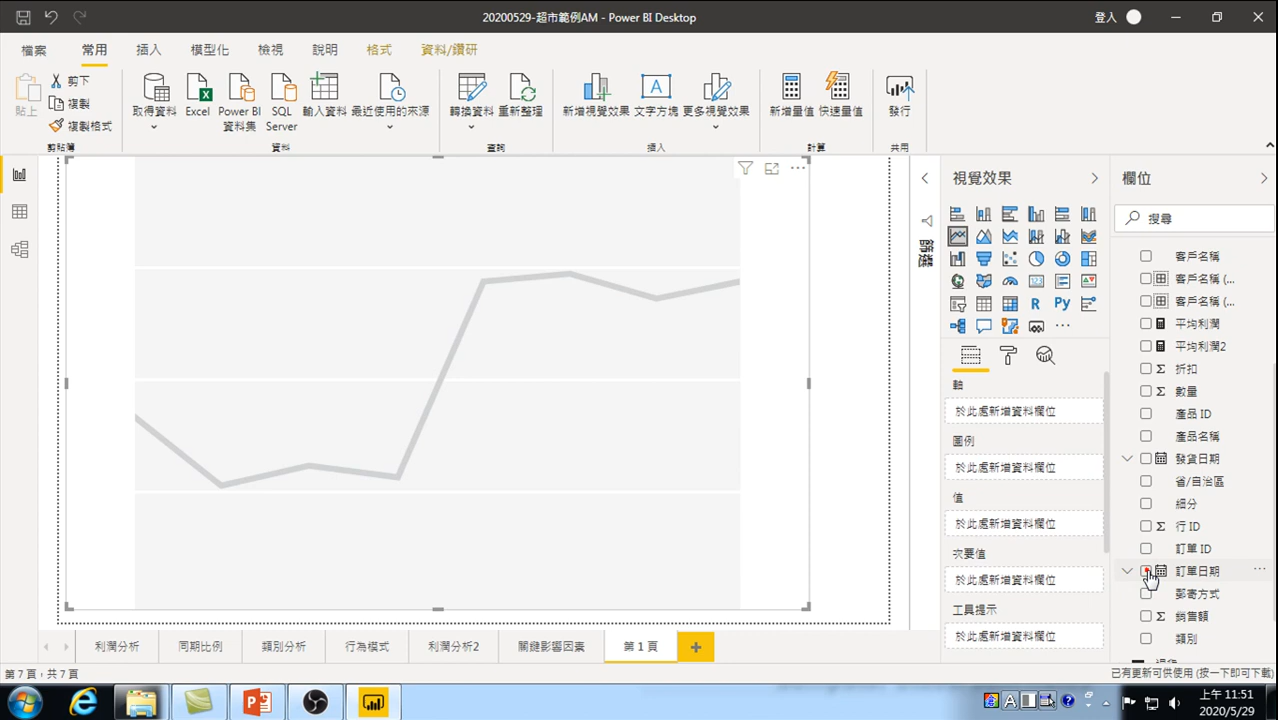 20200529-超市範例AM - Power BI Desktop
登入
檔案
常用
插入
模型化
檢視
說明
格式
資料/鑽研
貼上
剪下
複製
複製格式
剪貼簿
取得資料
Excel
Power BI 資料集
SQL Server
輸入資料
最近使用的來源
資料
轉換資料
重新整理
查詢
新增視覺效果
文字方塊
更多視覺效果
插入
新增量值
快速量值
計算
發行
共用
篩選
視覺效果
R
Py
軸
於此處新增資料欄位
圖例
於此處新增資料欄位
值
於此處新增資料欄位
次要值
於此處新增資料欄位
工具提示
於此處新增資料欄位
欄位
搜尋
客戶名稱
客戶名稱 (...
客戶名稱 (...
平均利潤
平均利潤2
折扣
數量
產品 ID
產品名稱
發貨日期
省/自治區
細分
行 ID
訂單 ID
訂單日期
郵寄方式
銷售額
類別
利潤分析
同期比例
類別分析
行為模式
利潤分析2
關鍵影響因素
第 1 頁
第 7 頁，共 7 頁
已有更新可供使用 (按一下即可下載)
上午 11:51
2020/5/29